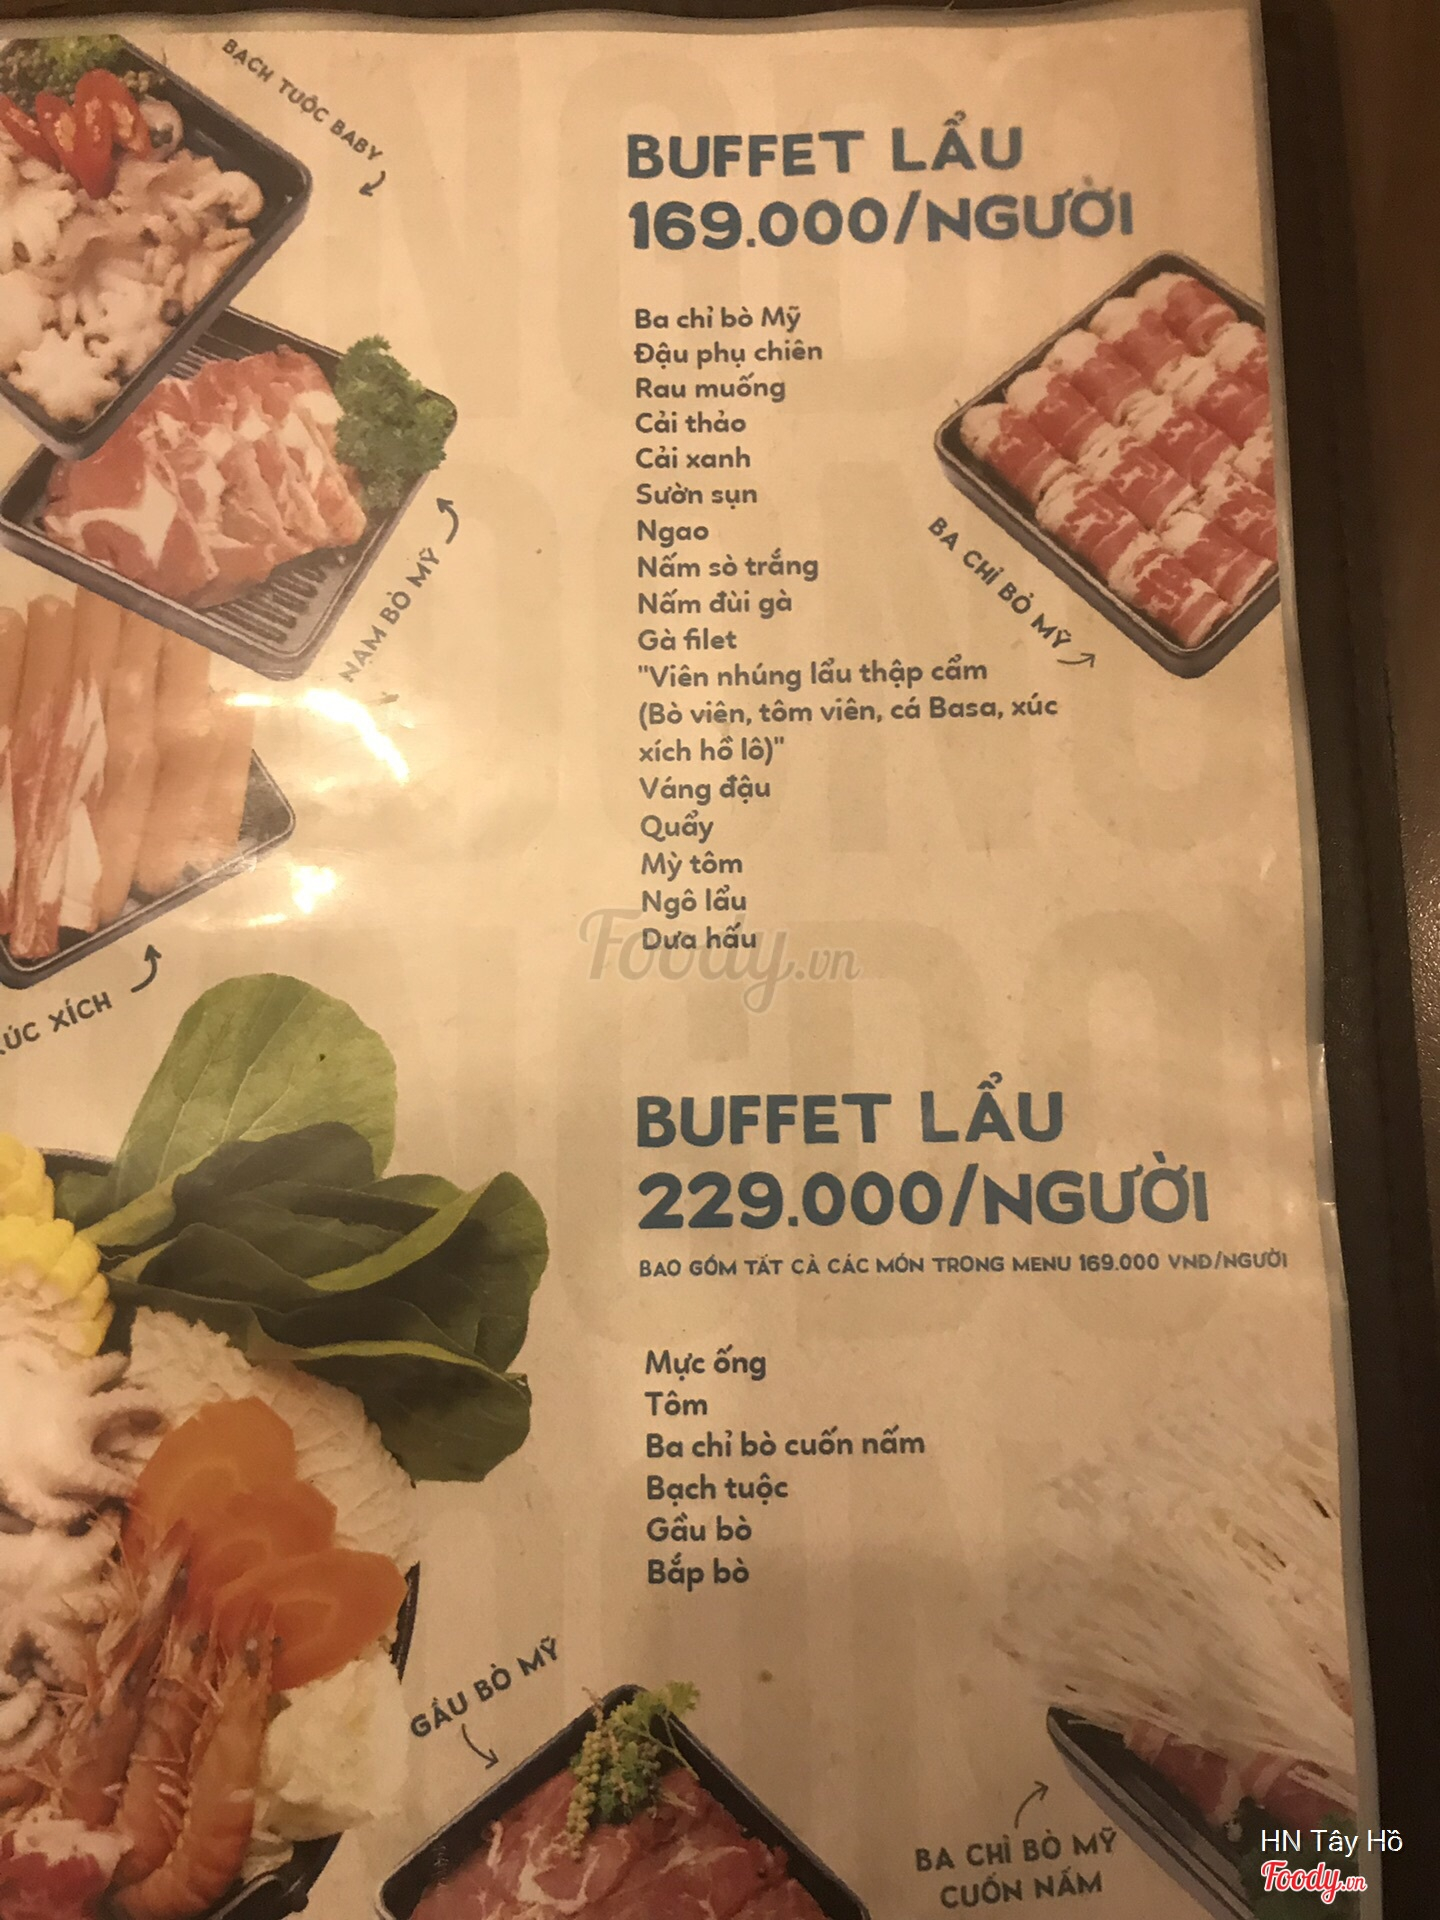 BẠCH TUỘC BABY
BUFFET LẨU
169.000/NGƯỜI
Ba chỉ bò Mỹ
Đậu phụ chiên
Rau muống
Cải thảo
Cải xanh
Sườn sụn
Ngao
Nấm sò trắng
Nấm đùi gà
Gà filet
"Viên nhúng lẩu thập cẩm
(Bò viên, tôm viên, cá Basa, xúc
xích hồ lô)"
Váng đậu
Quẩy
Mỳ tôm
Ngô lẩu
Dưa hấu
BA CHỈ BÒ MỸ
NẠM BÒ MỸ
XÍCH
Foody.vn
BUFFET LẨU
229.000/NGƯỜI
BAO GỒM TẤT CẢ CÁC MÓN TRONG MENU 169.000 VNĐ/NGƯỜI
Mực ống
Tôm
Ba chỉ bò cuốn nấm
Bạch tuộc
Gầu bò
Bắp bò
GẦU BÒ MỸ
BA CHỈ BÒ MỸ
CUỐN NẤM
HN Tây Hồ
Foody.vn